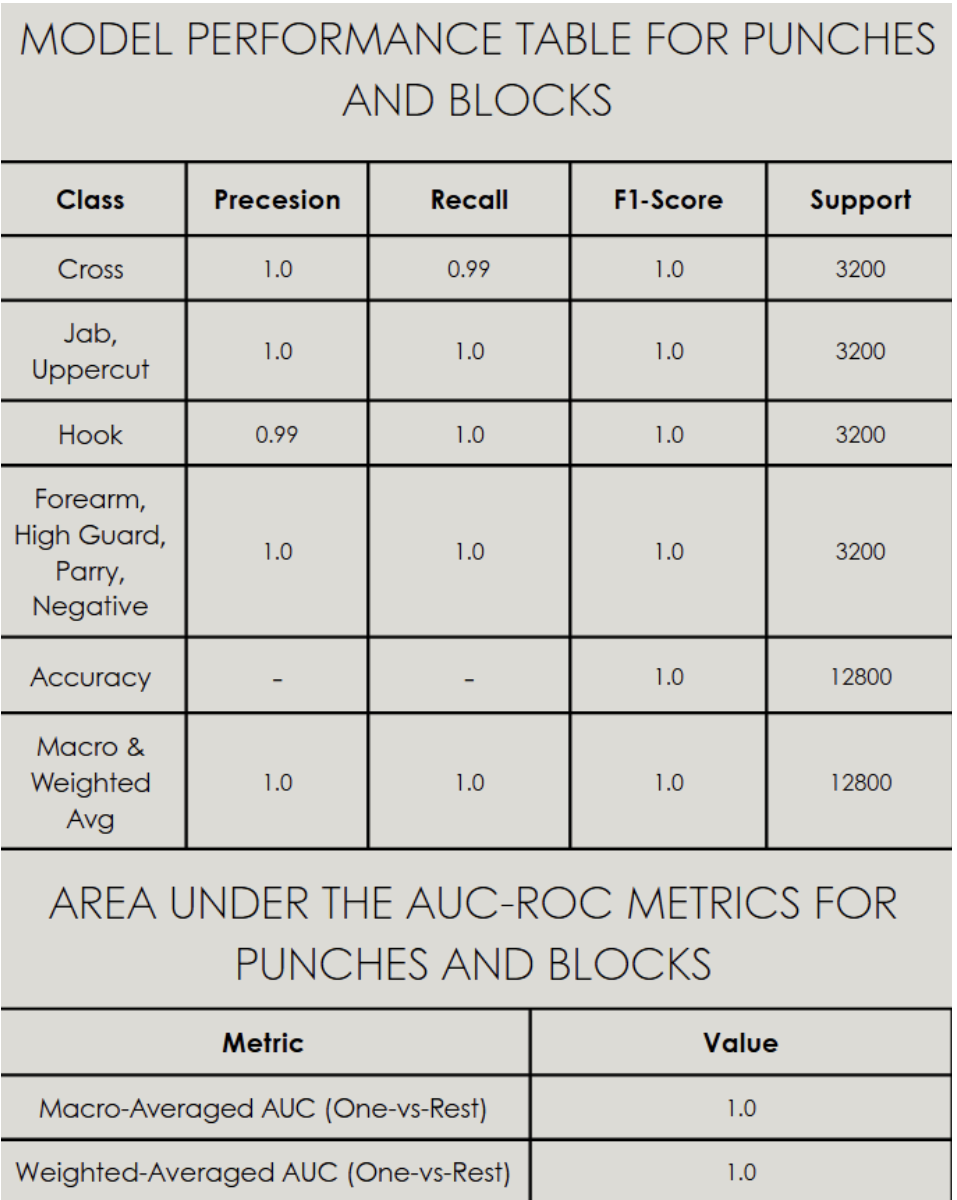 MODEL PERFORMANCE TABLE FOR PUNCHES
AND BLOCKS
Class Precesion Recall F1-Score Support
Cross 1.0 0.99 1.0 3200
Jab,
Uppercut 1.0 1.0 1.0 3200
Hook 0.99 1.0 1.0 3200
Forearm,
High Guard,
Parry,
Negative 1.0 1.0 1.0 3200
Accuracy - - 1.0 12800
Macro &
Weighted
Avg 1.0 1.0 1.0 12800
AREA UNDER THE AUC-ROC METRICS FOR
PUNCHES AND BLOCKS
Metric Value
Macro-Averaged AUC (One-vs-Rest) 1.0
Weighted-Averaged AUC (One-vs-Rest) 1.0